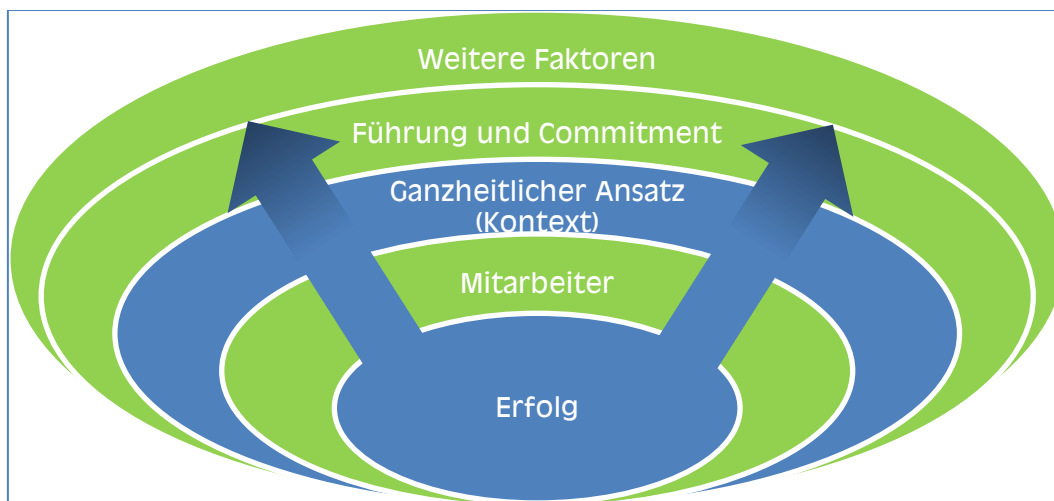 Weitere Faktoren
Führung und Commitment
Ganzheitlicher Ansatz
(Kontext)
Mitarbeiter
Erfolg